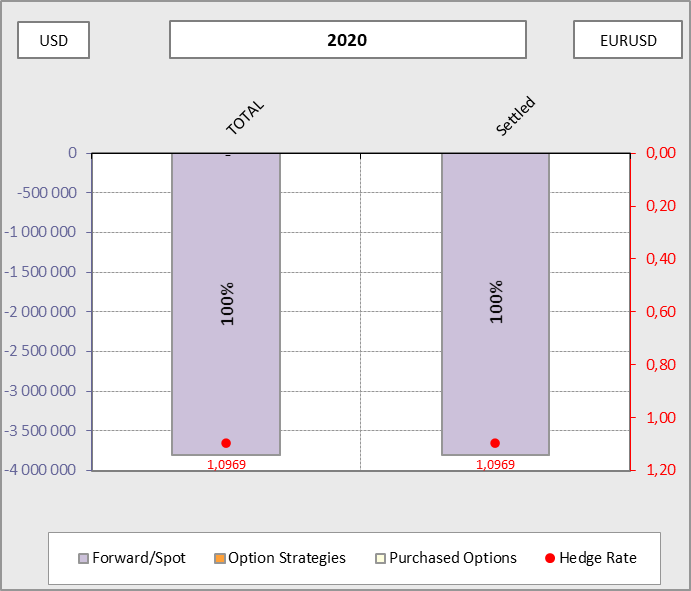 USD
2020
EURUSD
TOTAL
Settled
0
-500 000
-1 000 000
-1 500 000
-2 000 000
-2 500 000
-3 000 000
-3 500 000
-4 000 000
-
100%
100%
1,0969
1,0969
0,00
0,20
0,40
0,60
0,80
1,00
1,20
Forward/Spot
Option Strategies
Purchased Options
Hedge Rate